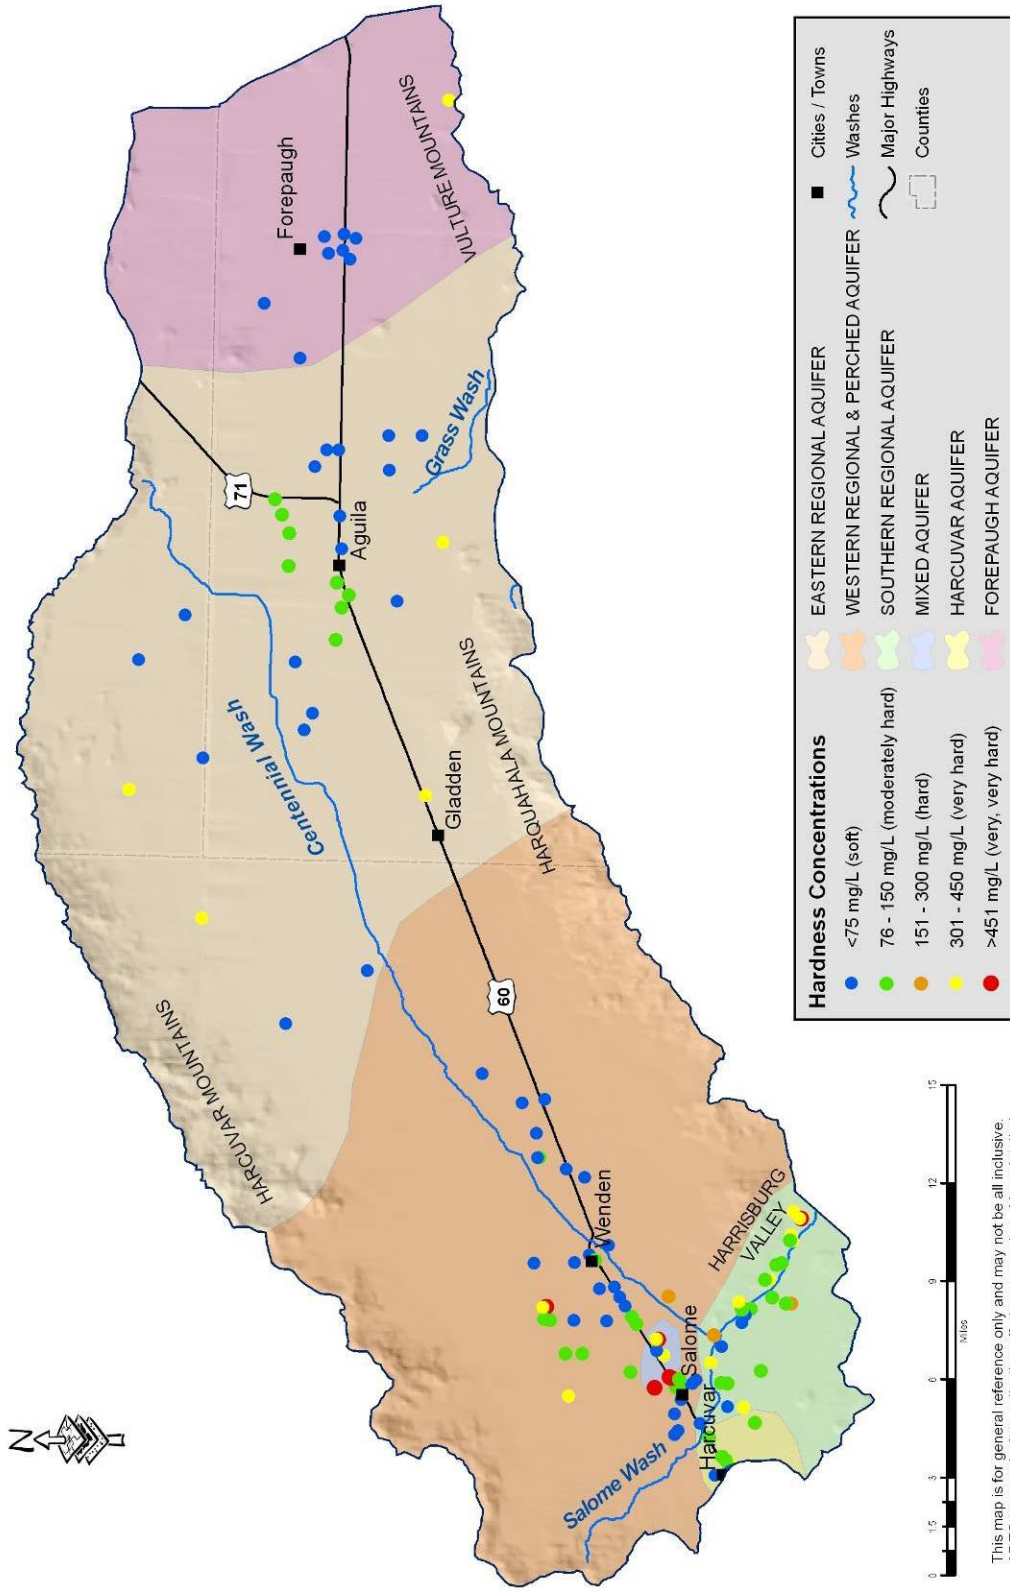 N
HARCUVAR MOUNTAINS
Centennial Wash
71
Forepaugh
VULTURE MOUNTAINS
Grass Wash
Aguila
HARQUAHALA MOUNTAINS
Gladden
60
Wenden
HARRISBURG
VALLEY
Salome
Harcuvar
Salome Wash
0 1.5 3 6 9 12 15
Miles
Hardness Concentrations
<75 mg/L (soft)
76 - 150 mg/L (moderately hard)
151 - 300 mg/L (hard)
301 - 450 mg/L (very hard)
>451 mg/L (very, very hard)
EASTERN REGIONAL AQUIFER
WESTERN REGIONAL & PERCHED AQUIFER
SOUTHERN REGIONAL AQUIFER
MIXED AQUIFER
HARCUVAR AQUIFER
FOREPAUGH AQUIFER
Cities / Towns
Washes
Major Highways
Counties
This map is for general reference only and may not be all inclusive.